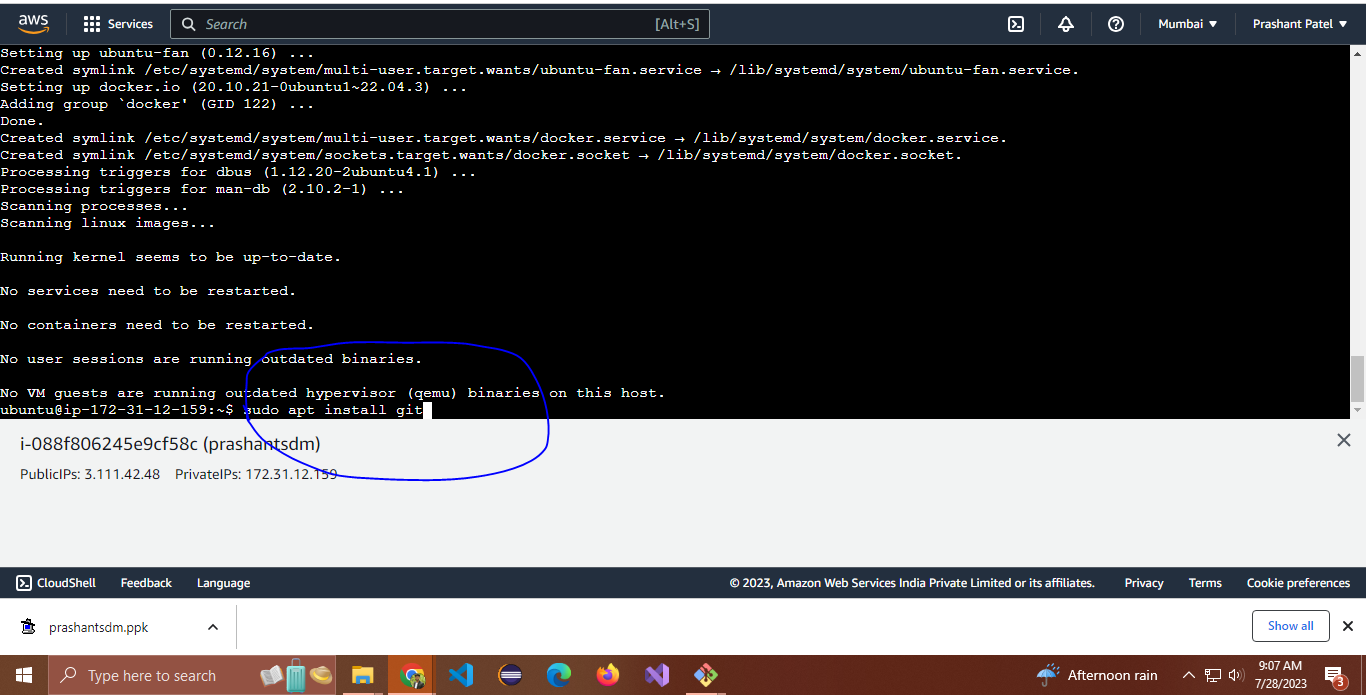 aws Services Search [Alt+S] Mumbai Prashant Patel
Setting up ubuntu-fan (0.12.16) ...
Created symlink /etc/systemd/system/multi-user.target.wants/ubuntu-fan.service → /lib/systemd/system/ubuntu-fan.service.
Setting up docker.io (20.10.21-0ubuntu1~22.04.3) ...
Adding group `docker' (GID 122) ...
Done.
Created symlink /etc/systemd/system/multi-user.target.wants/docker.service → /lib/systemd/system/docker.service.
Created symlink /etc/systemd/system/sockets.target.wants/docker.socket → /lib/systemd/system/docker.socket.
Processing triggers for dbus (1.12.20-2ubuntu4.1) ...
Processing triggers for man-db (2.10.2-1) ...
Scanning processes...
Scanning linux images...
Running kernel seems to be up-to-date.
No services need to be restarted.
No containers need to be restarted.
No user sessions are running outdated binaries.
No VM guests are running outdated hypervisor (qemu) binaries on this host.
ubuntu@ip-172-31-12-159:~$ sudo apt install git
i-088f806245e9cf58c (prashantsdm)
PublicIPs: 3.111.42.48 PrivateIPs: 172.31.12.159
CloudShell Feedback Language © 2023, Amazon Web Services India Private Limited or its affiliates. Privacy Terms Cookie preferences
prashantsdm.ppk Show all
Type here to search Afternoon rain 9:07 AM
7/28/2023 3